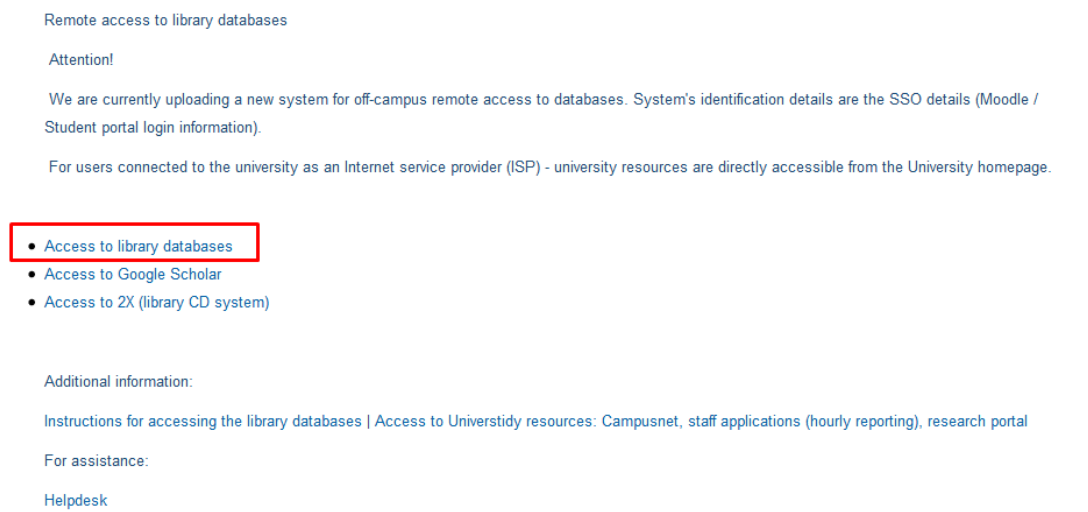 Remote access to library databases
Attention!
We are currently uploading a new system for off-campus remote access to databases. System's identification details are the SSO details (Moodle /
Student portal login information).
For users connected to the university as an Internet service provider (ISP) - university resources are directly accessible from the University homepage.
• Access to library databases
• Access to Google Scholar
• Access to 2X (library CD system)
Additional information:
Instructions for accessing the library databases | Access to Universtidy resources: Campusnet, staff applications (hourly reporting), research portal
For assistance:
Helpdesk